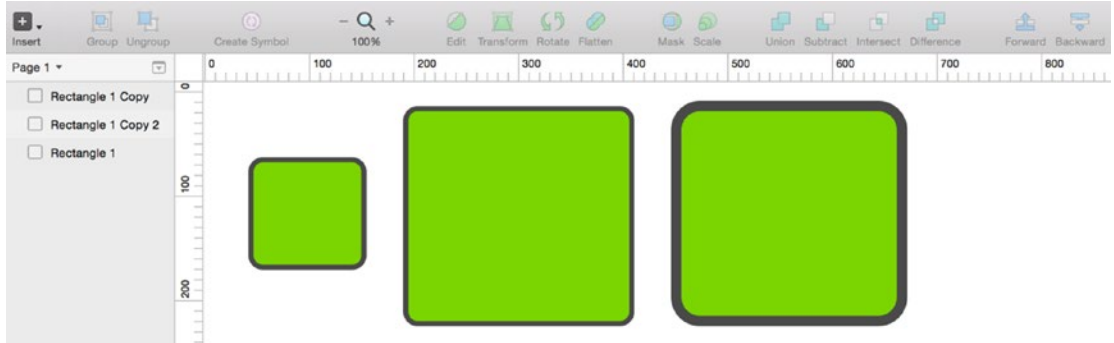 Insert Group Ungroup Create Symbol 100% Edit Transform Rotate Flatten Mask Scale Union Subtract Intersect Difference Forward Backward
Page 1
0 100 200 300 400 500 600 700 800
Rectangle 1 Copy
Rectangle 1 Copy 2
Rectangle 1
0
100
200